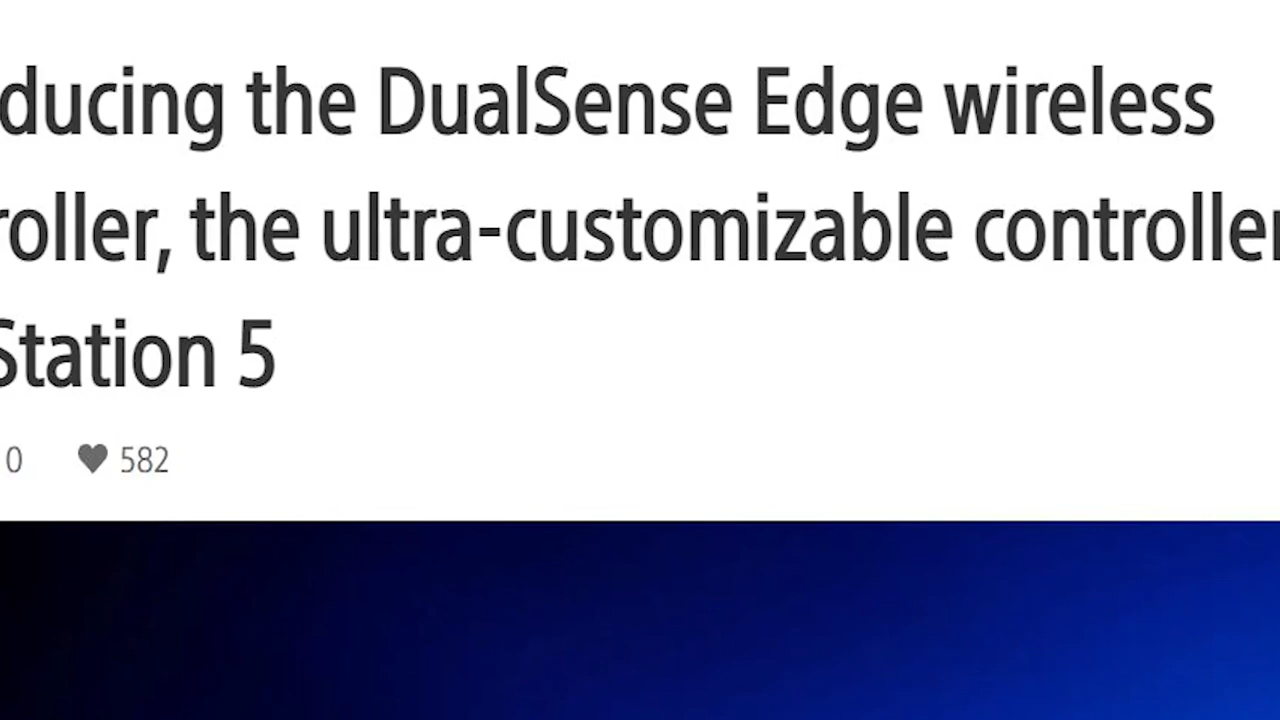 ducing the DualSense Edge wireless
roller, the ultra-customizable controller
Station 5
0 582